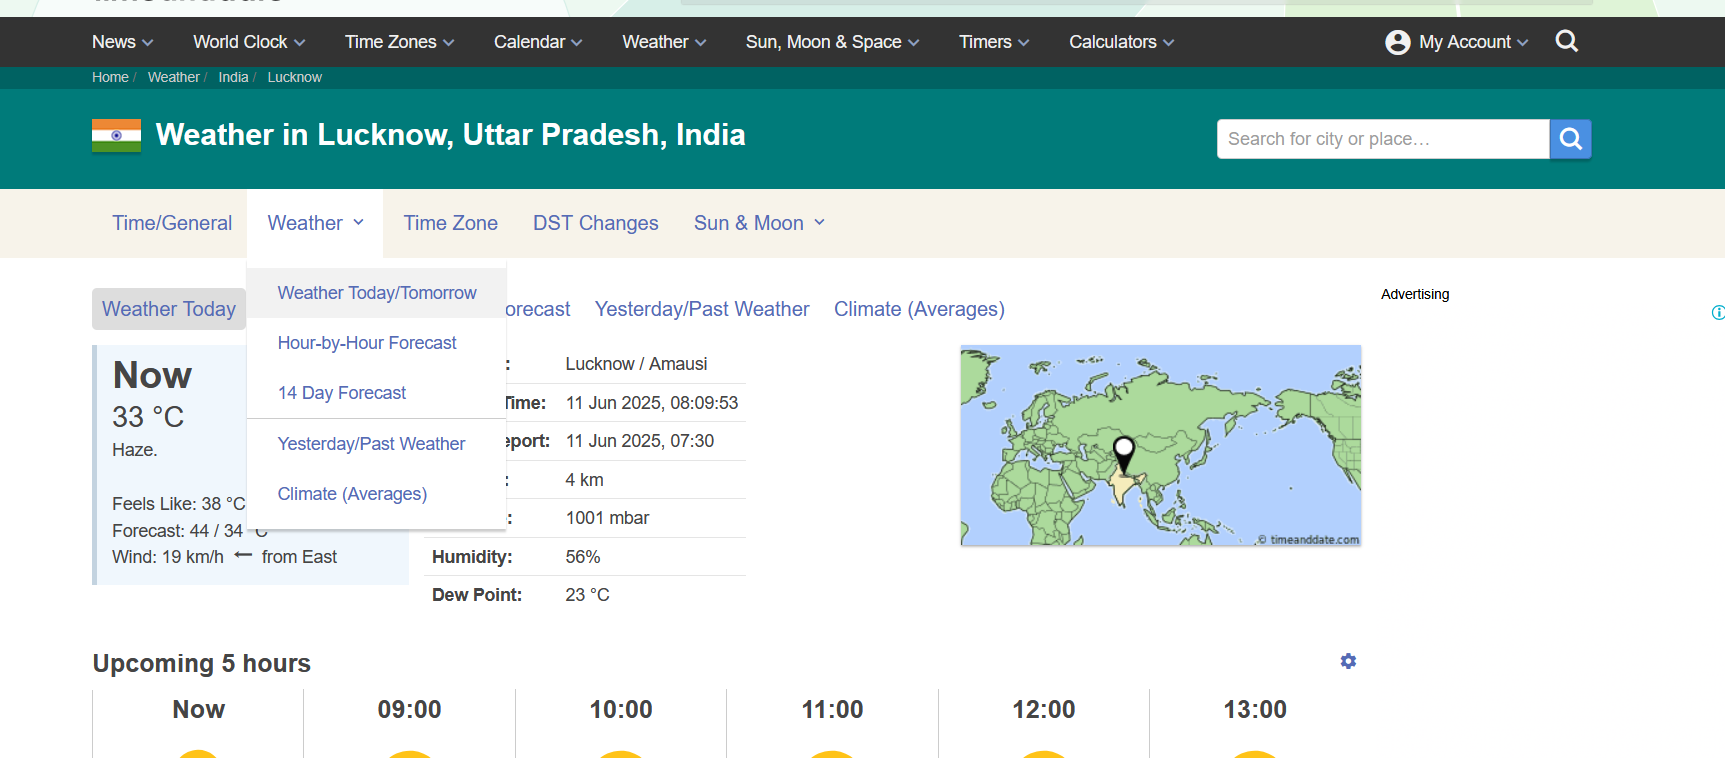 News World Clock Time Zones Calendar Weather Sun, Moon & Space Timers Calculators My Account
Home / Weather / India / Lucknow
Weather in Lucknow, Uttar Pradesh, India
Search for city or place…
Time/General Weather Time Zone DST Changes Sun & Moon
Weather Today
Weather Today/Tomorrow
Hour-by-Hour Forecast
14 Day Forecast
Yesterday/Past Weather
Climate (Averages)
orecast Yesterday/Past Weather Climate (Averages)
Advertising
Now
33 °C
Haze.
Feels Like: 38 °C
Forecast: 44 / 34 °C
Wind: 19 km/h ← from East
: Lucknow / Amausi
Time: 11 Jun 2025, 08:09:53
eport: 11 Jun 2025, 07:30
: 4 km
: 1001 mbar
Humidity: 56%
Dew Point: 23 °C
© timeanddate.com
Upcoming 5 hours
Now 09:00 10:00 11:00 12:00 13:00